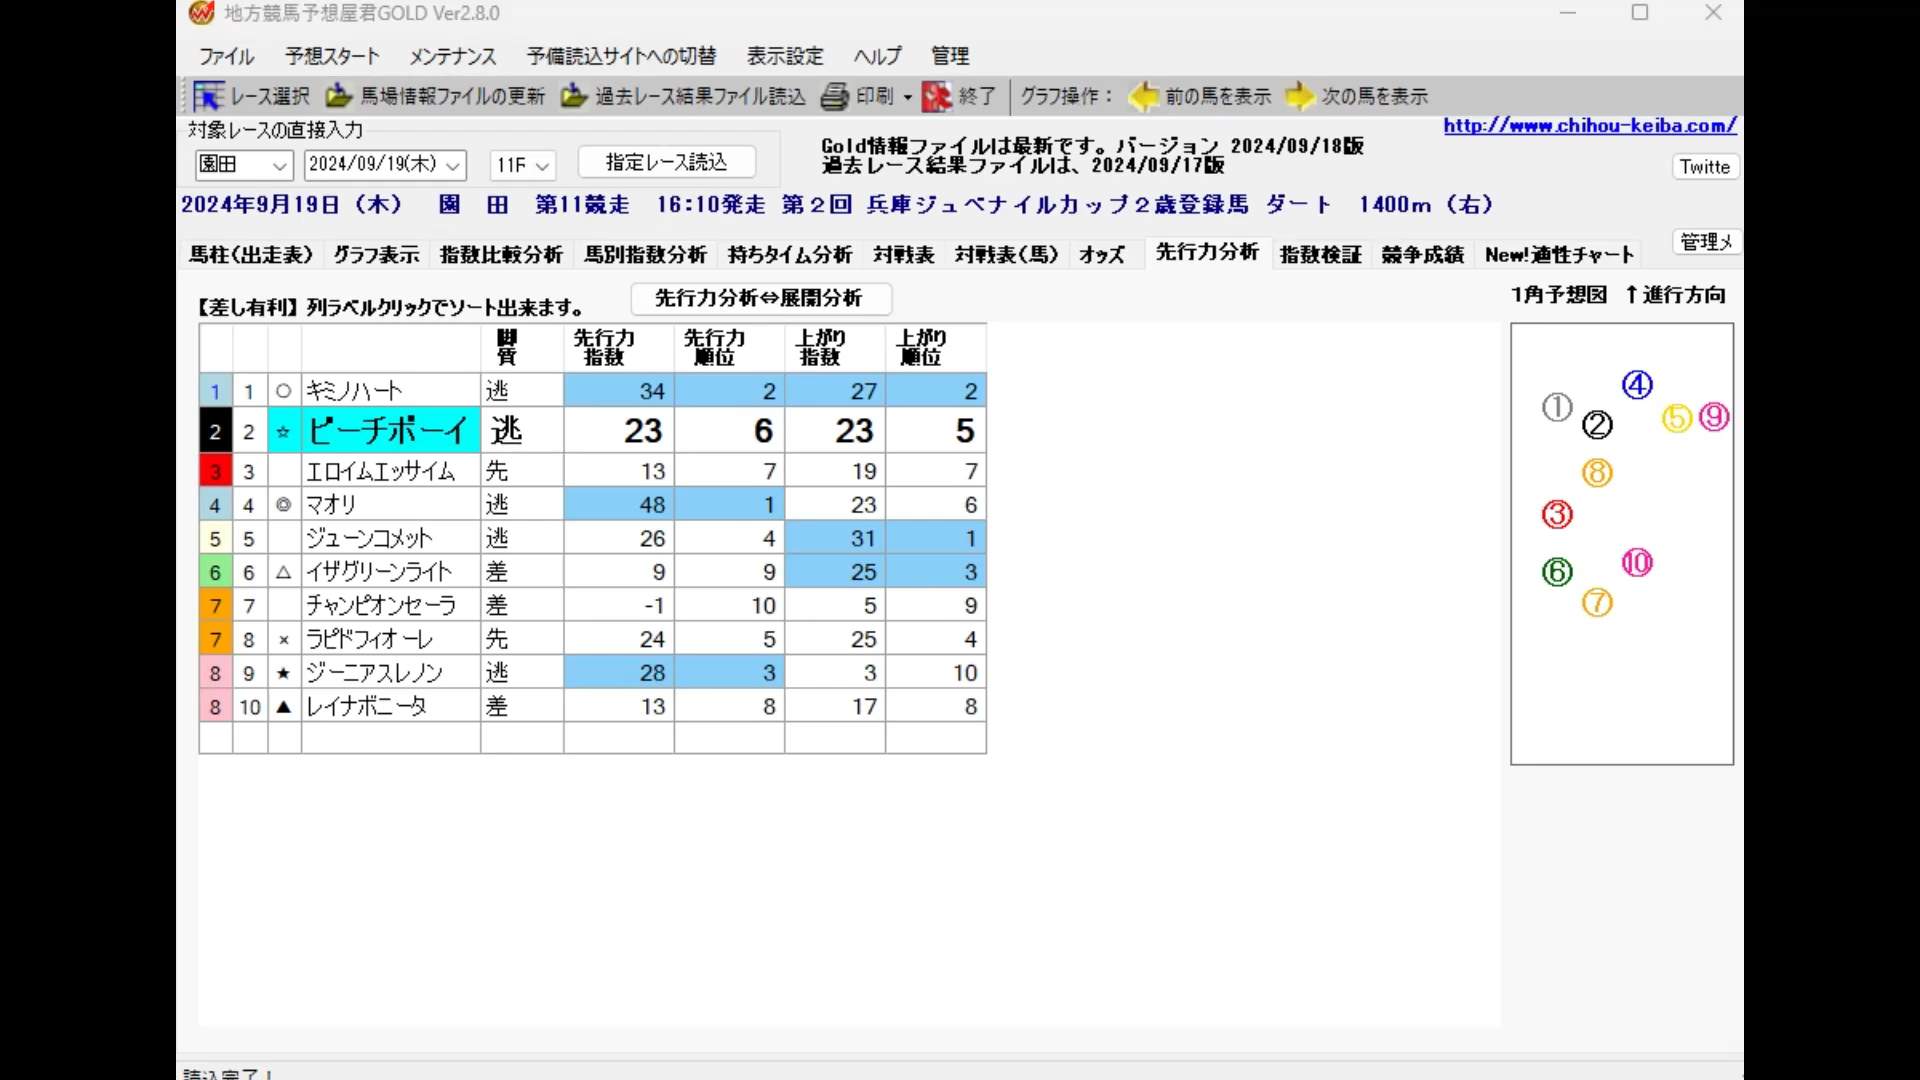 地方競馬予想屋君GOLD Ver2.8.0
ファイル 予想スタート メンテナンス 予備読込サイトへの切替 表示設定 ヘルプ 管理
レース選択 馬場情報ファイルの更新 過去レース結果ファイル読込 印刷 終了 グラフ操作： 前の馬を表示 次の馬を表示
対象レースの直接入力
http://www.chihou-keiba.com/
園田 2024/09/19(木) 11F 指定レース読込
Gold情報ファイルは最新です。バージョン 2024/09/18版
過去レース結果ファイルは、2024/09/17版
Twitte
2024年9月19日（木） 園 田 第11競走 16:10発走 第２回 兵庫ジュベナイルカップ２歳登録馬 ダート 1400m（右）
管理メ
馬柱(出走表) グラフ表示 指数比較分析 馬別指数分析 持ちタイム分析 対戦表 対戦表(馬) オッズ 先行力分析 指数検証 競争成績 New!適性チャート
【差し有利】列ラベルクリックでソート出来ます。 先行力分析⇔展開分析 1角予想図 ↑進行方向
脚質 先行力指数 先行力順位 上がり指数 上がり順位
1 1 ○ キミノハート 逃 34 2 27 2
2 2 ☆ ピーチボーイ 逃 23 6 23 5
3 3 エロイムエッサイム 先 13 7 19 7
4 4 ◎ マオリ 逃 48 1 23 6
5 5 ジューンコメット 逃 26 4 31 1
6 6 △ イザグリーンライト 差 9 9 25 3
7 7 チャンピオンセーラ 差 -1 10 5 9
7 8 × ラピドフィオーレ 先 24 5 25 4
8 9 ★ ジーニアスレノン 逃 28 3 3 10
8 10 ▲ レイナボニータ 差 13 8 17 8
④
① ② ⑤ ⑨
⑧
③
⑥ ⑩
⑦
読込完了！